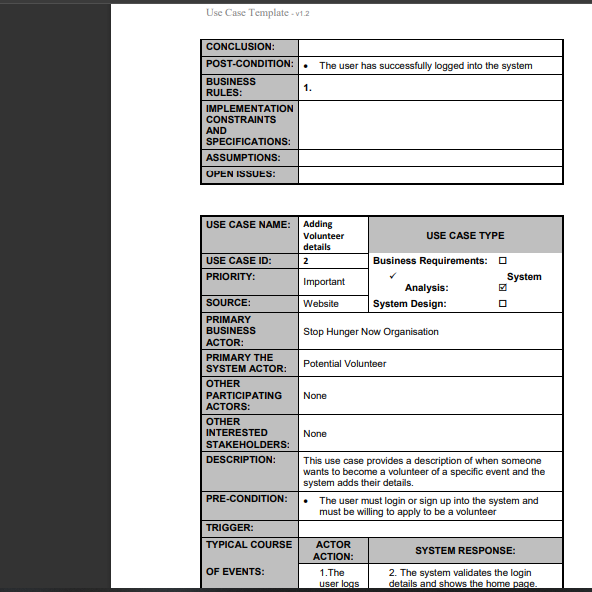 Use Case Template - v1.2
CONCLUSION:
POST-CONDITION:
• The user has successfully logged into the system
BUSINESS
RULES:
1.
IMPLEMENTATION
CONSTRAINTS
AND
SPECIFICATIONS:
ASSUMPTIONS:
OPEN ISSUES:
USE CASE NAME:
Adding
Volunteer
details
USE CASE TYPE
USE CASE ID:
2
Business Requirements: ☐
PRIORITY:
Important
✓ System
Analysis: ☑
SOURCE:
Website
System Design: ☐
PRIMARY
BUSINESS
ACTOR:
Stop Hunger Now Organisation
PRIMARY THE
SYSTEM ACTOR:
Potential Volunteer
OTHER
PARTICIPATING
ACTORS:
None
OTHER
INTERESTED
STAKEHOLDERS:
None
DESCRIPTION:
This use case provides a description of when someone
wants to become a volunteer of a specific event and the
system adds their details.
PRE-CONDITION:
• The user must login or sign up into the system and
must be willing to apply to be a volunteer
TRIGGER:
TYPICAL COURSE
OF EVENTS:
ACTOR
ACTION:
SYSTEM RESPONSE:
1.The
user logs
2. The system validates the login
details and shows the home page.